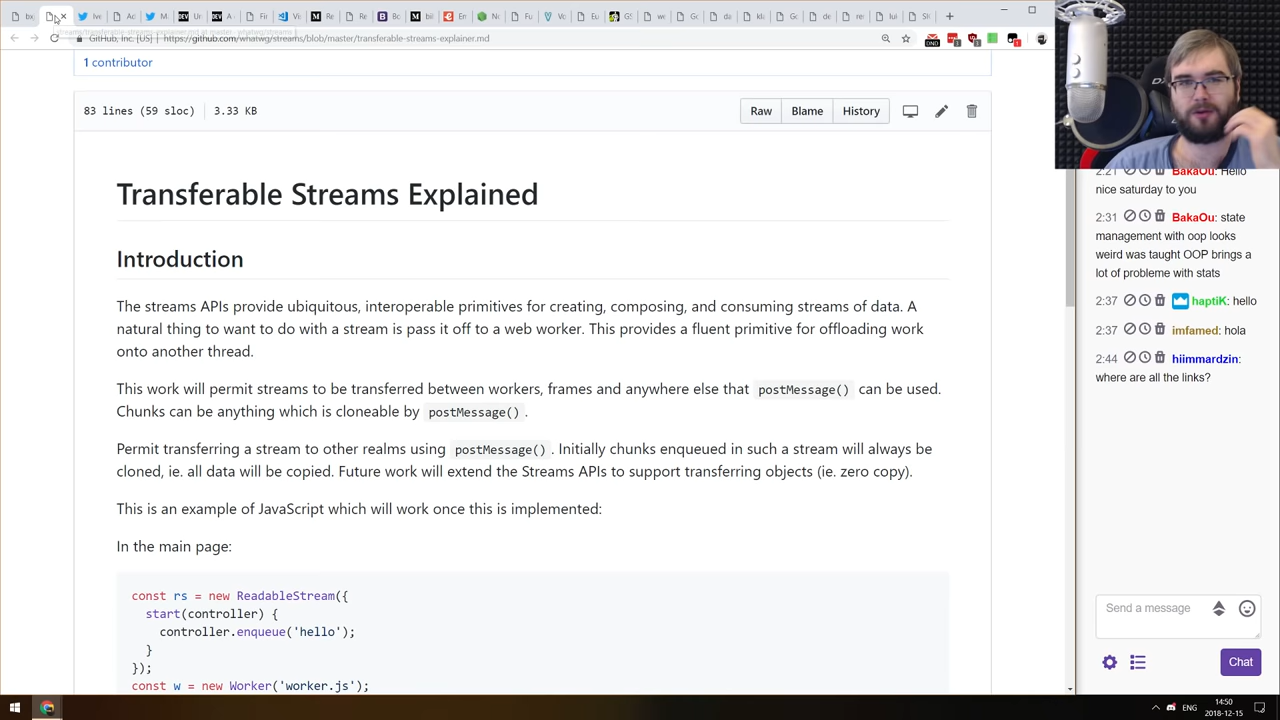 GitHub, Inc. [US] | https://github.com/whatwg/streams/blob/master/transferable-streams-explainer.md
1 contributor
83 lines (59 sloc) 3.33 KB
Raw Blame History
Transferable Streams Explained
Introduction
The streams APIs provide ubiquitous, interoperable primitives for creating, composing, and consuming streams of data. A
natural thing to want to do with a stream is pass it off to a web worker. This provides a fluent primitive for offloading work
onto another thread.
This work will permit streams to be transferred between workers, frames and anywhere else that postMessage() can be used.
Chunks can be anything which is cloneable by postMessage().
Permit transferring a stream to other realms using postMessage(). Initially chunks enqueued in such a stream will always be
cloned, ie. all data will be copied. Future work will extend the Streams APIs to support transferring objects (ie. zero copy).
This is an example of JavaScript which will work once this is implemented:
In the main page:
const rs = new ReadableStream({
start(controller) {
controller.enqueue('hello');
}
});
const w = new Worker('worker.js');
2:21 BakaOu: Hello
nice saturday to you
2:31 BakaOu: state
management with oop looks
weird was taught OOP brings a
lot of probleme with stats
2:37 haptiK: hello
2:37 imfamed: hola
2:44 hiimmardzin:
where are all the links?
Send a message
Chat
ENG
14:50
2018-12-15